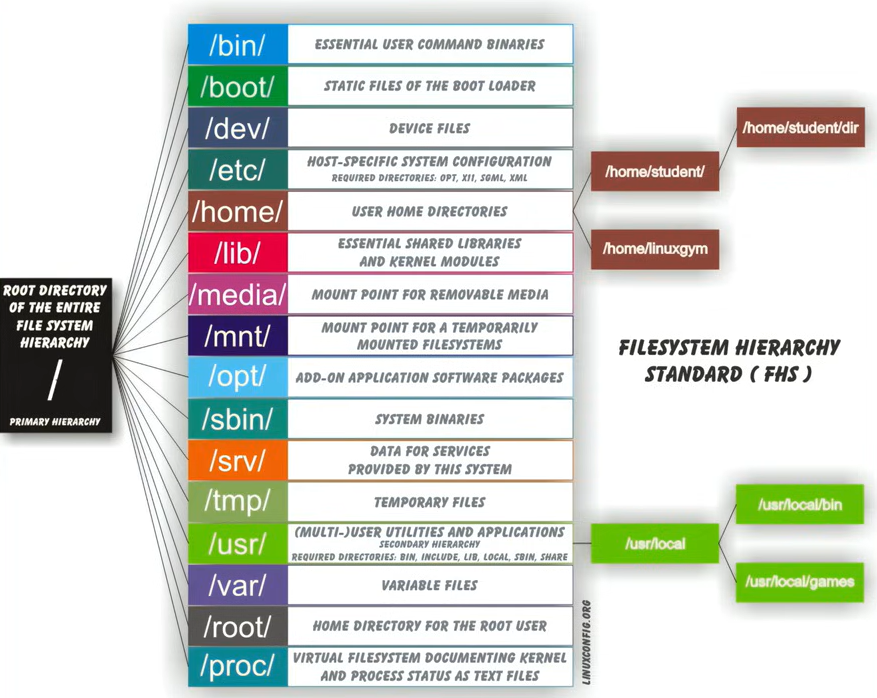 ROOT DIRECTORY
OF THE ENTIRE
FILE SYSTEM
HIERARCHY
/
PRIMARY HIERARCHY
/bin/
ESSENTIAL USER COMMAND BINARIES
/boot/
STATIC FILES OF THE BOOT LOADER
/dev/
DEVICE FILES
/etc/
HOST-SPECIFIC SYSTEM CONFIGURATION
REQUIRED DIRECTORIES: OPT, X11, SGML, XML
/home/
USER HOME DIRECTORIES
/home/student/
/home/student/dir
/home/linuxgym
/lib/
ESSENTIAL SHARED LIBRARIES
AND KERNEL MODULES
/media/
MOUNT POINT FOR REMOVABLE MEDIA
/mnt/
MOUNT POINT FOR A TEMPORARILY
MOUNTED FILESYSTEMS
/opt/
ADD-ON APPLICATION SOFTWARE PACKAGES
/sbin/
SYSTEM BINARIES
/srv/
DATA FOR SERVICES
PROVIDED BY THIS SYSTEM
/tmp/
TEMPORARY FILES
/usr/
(MULTI-)USER UTILITIES AND APPLICATIONS
SECONDARY HIERARCHY
REQUIRED DIRECTORIES: BIN, INCLUDE, LIB, LOCAL, SBIN, SHARE
/usr/local
/usr/local/bin
/usr/local/games
/var/
VARIABLE FILES
/root/
HOME DIRECTORY FOR THE ROOT USER
/proc/
VIRTUAL FILESYSTEM DOCUMENTING KERNEL
AND PROCESS STATUS AS TEXT FILES
FILESYSTEM HIERARCHY
STANDARD ( FHS )
LINUXCONFIG.ORG